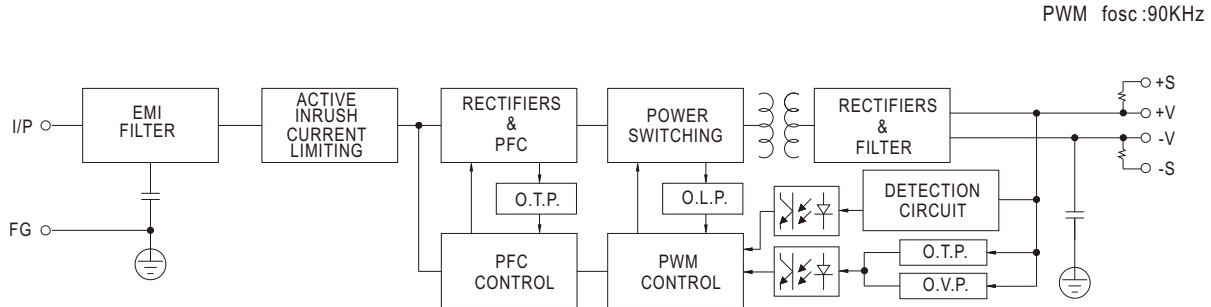 PWM fosc :90KHz
I/P
EMI
FILTER
ACTIVE
INRUSH
CURRENT
LIMITING
RECTIFIERS
&
PFC
POWER
SWITCHING
RECTIFIERS
&
FILTER
+S
+V
-V
-S
O.T.P.
O.L.P.
DETECTION
CIRCUIT
FG
PFC
CONTROL
PWM
CONTROL
O.T.P.
O.V.P.